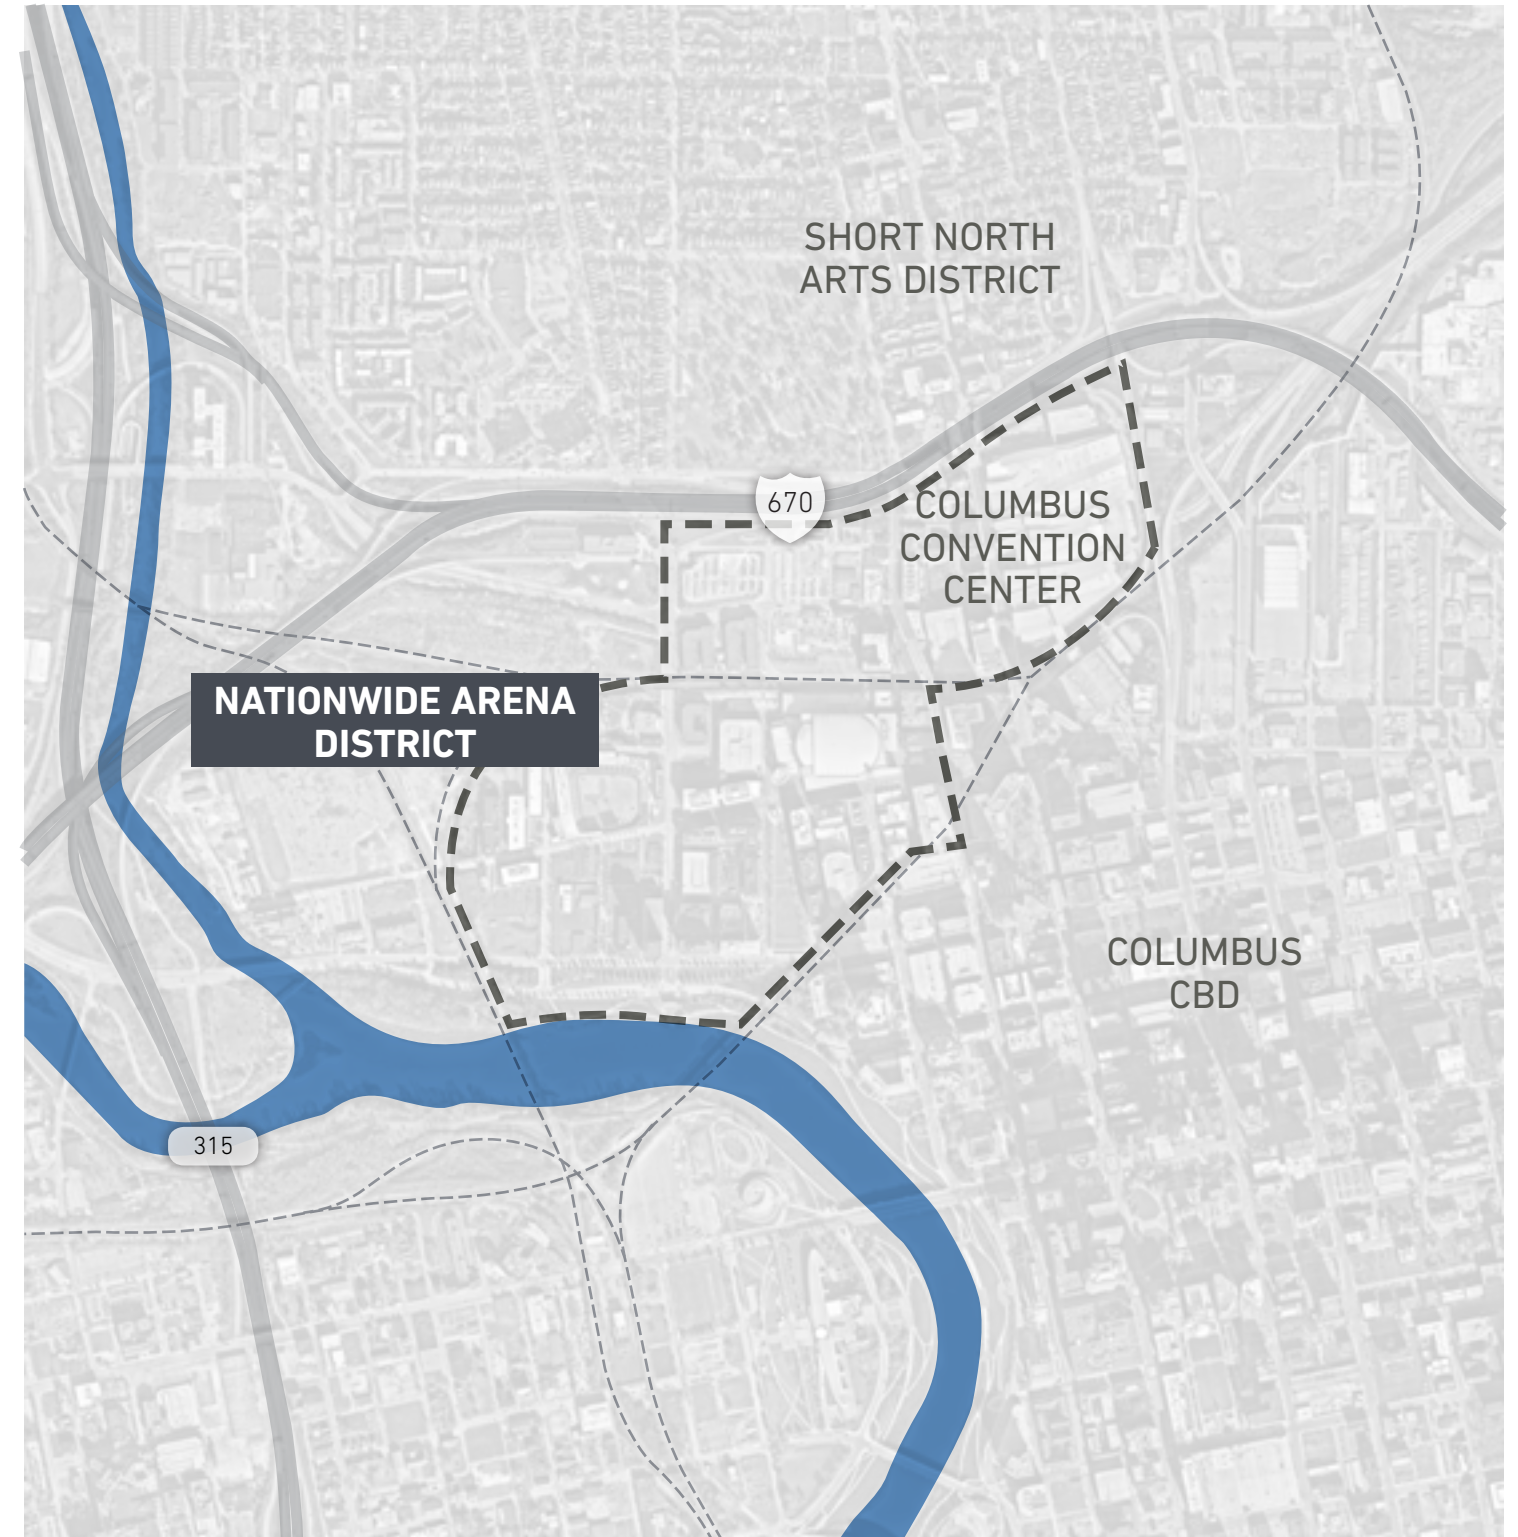 SHORT NORTH
ARTS DISTRICT
670
COLUMBUS
CONVENTION
CENTER
NATIONWIDE ARENA
DISTRICT
COLUMBUS
CBD
315